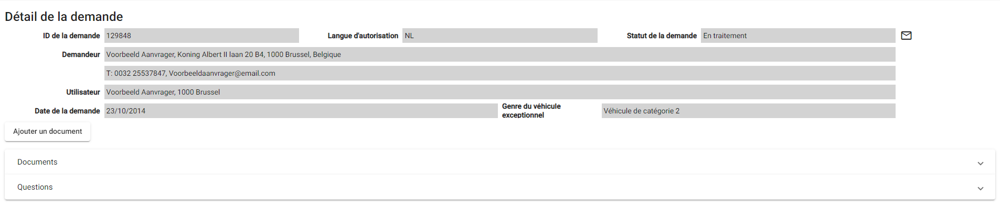 Détail de la demande
ID de la demande 129848 Langue d'autorisation NL Statut de la demande En traitement
Demandeur Voorbeeld Aanvrager, Koning Albert II laan 20 B4, 1000 Brussel, Belgique
T: 0032 25537847, Voorbeeldaanvrager@email.com
Utilisateur Voorbeeld Aanvrager, 1000 Brussel
Date de la demande 23/10/2014 Genre du véhicule exceptionnel Véhicule de catégorie 2
Ajouter un document
Documents
Questions